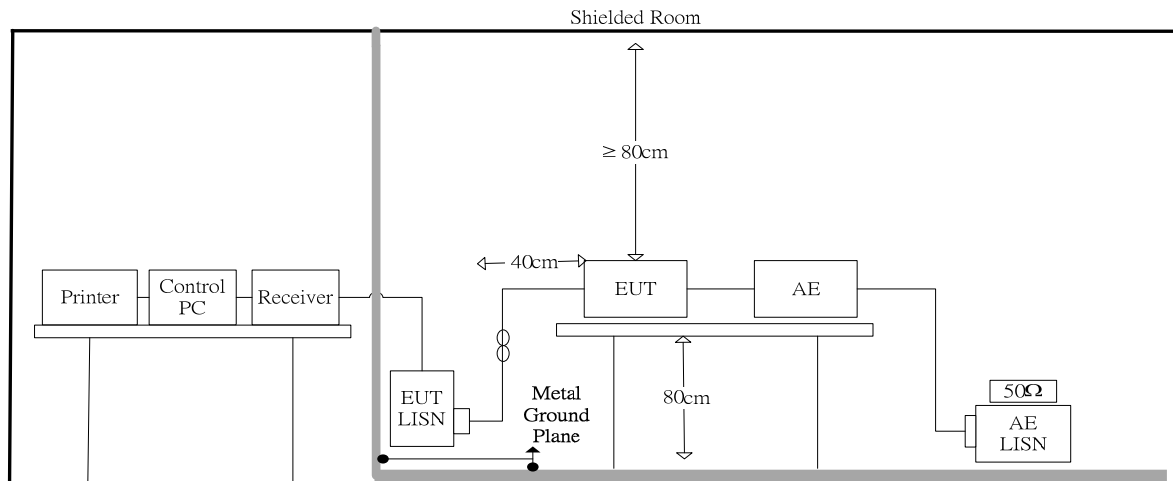 Shielded Room
≥ 80cm
40cm
Printer
Control
PC
Receiver
EUT
AE
EUT
LISN
Metal
Ground
Plane
80cm
50Ω
AE
LISN